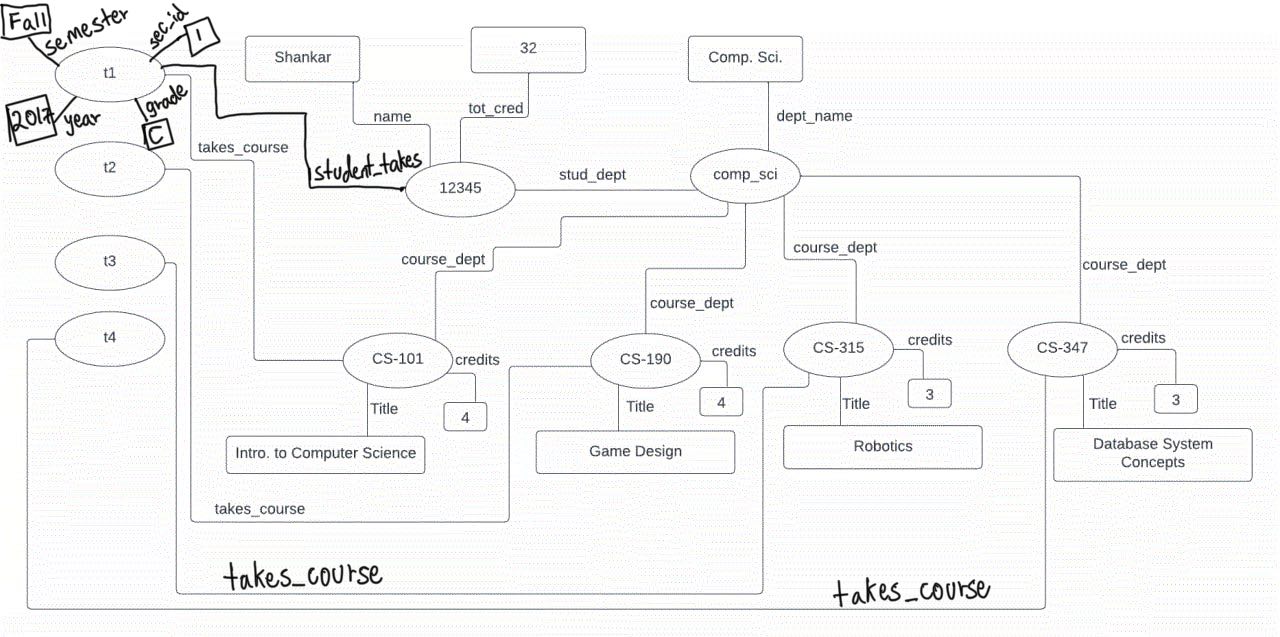 Fall
semester
sec_id
1
t1
2017
year
grade
C
Shankar
32
Comp. Sci.
name
tot_cred
dept_name
takes_course
student_takes
t2
12345
stud_dept
comp_sci
t3
course_dept
course_dept
course_dept
course_dept
t4
CS-101
credits
4
CS-190
credits
4
CS-315
credits
3
CS-347
credits
3
Title
Title
Title
Title
Intro. to Computer Science
Game Design
Robotics
Database System
Concepts
takes_course
takes_course
takes_course